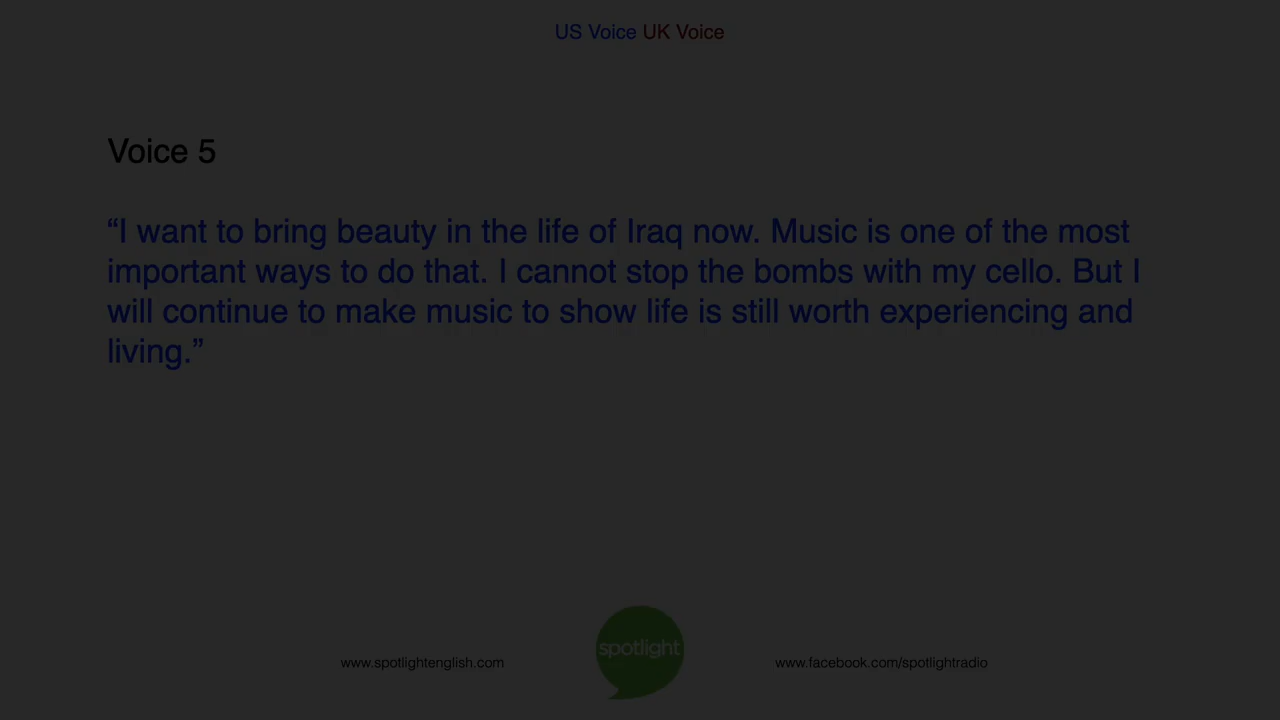 US Voice UK Voice
Voice 5
“I want to bring beauty in the life of Iraq now. Music is one of the most
important ways to do that. I cannot stop the bombs with my cello. But I
will continue to make music to show life is still worth experiencing and
living.”
spotlight
www.spotlightenglish.com
www.facebook.com/spotlightradio